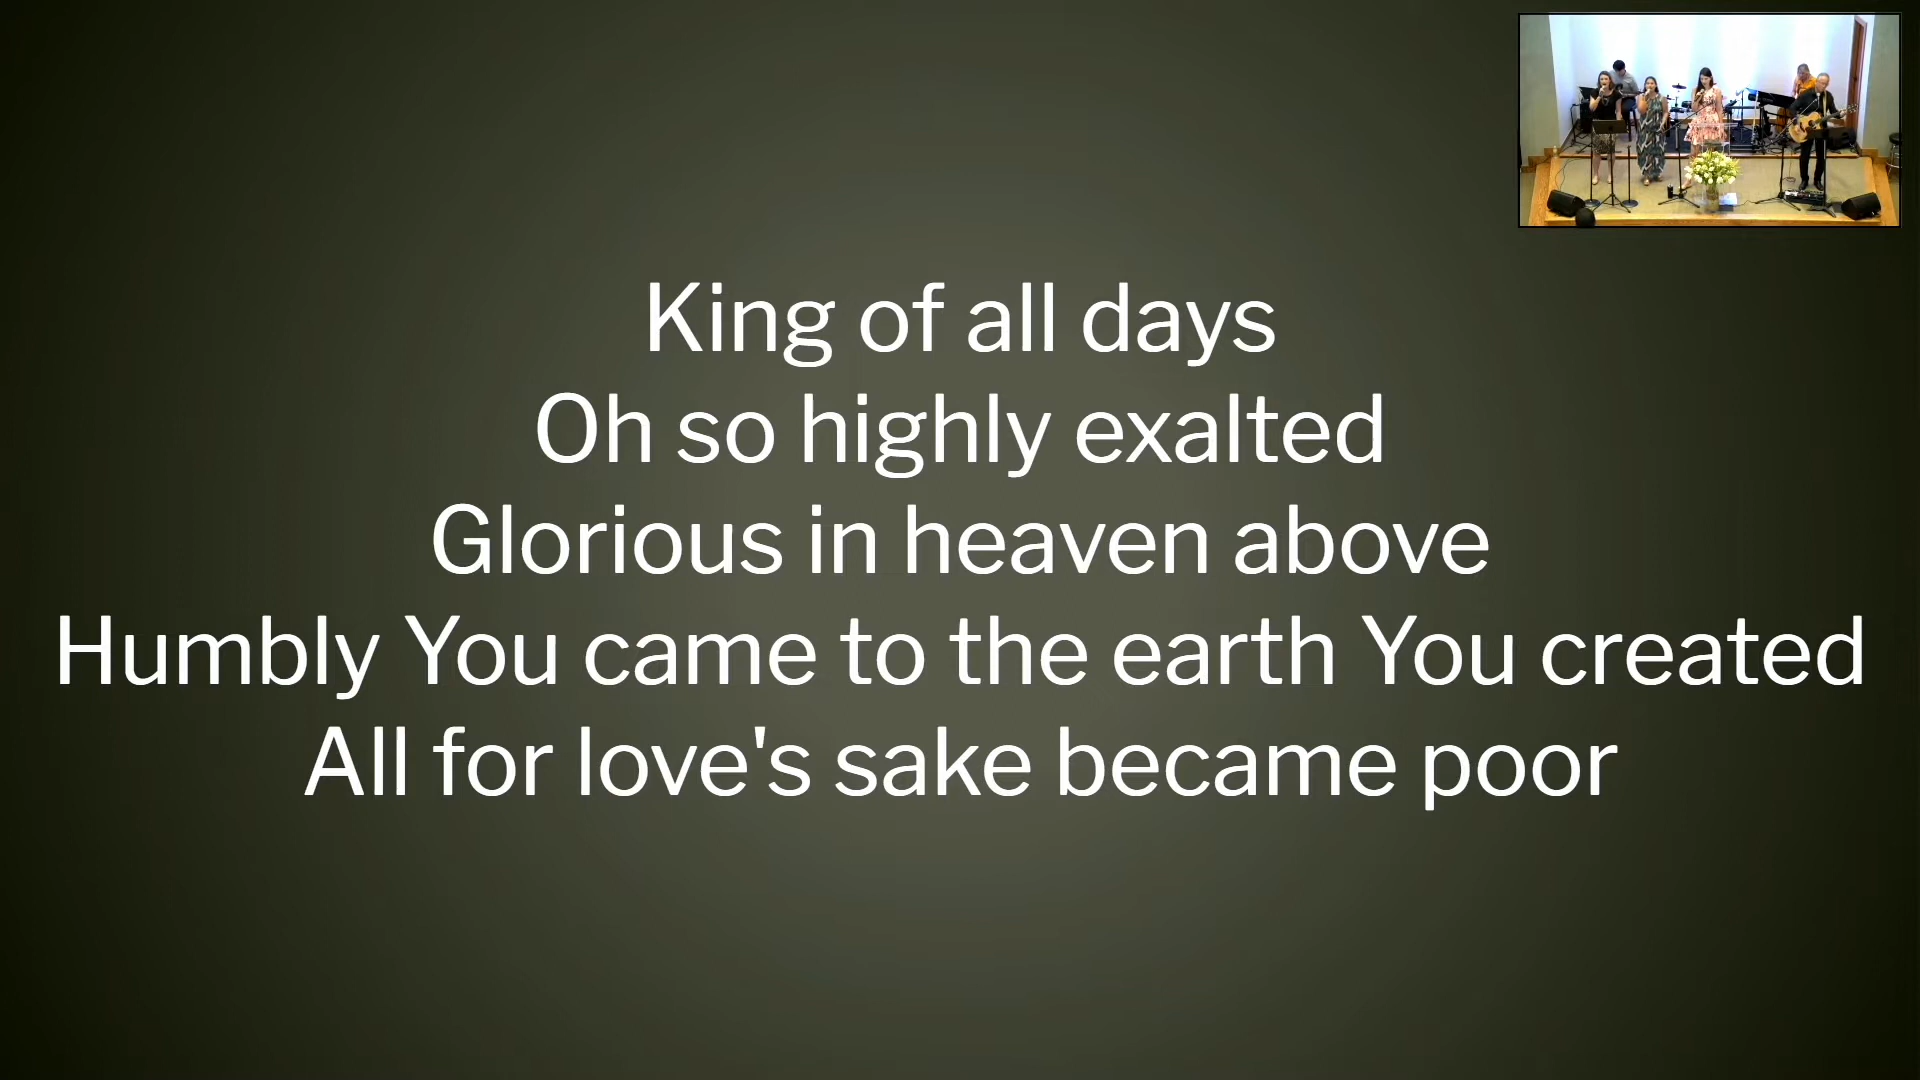 King of all days
Oh so highly exalted
Glorious in heaven above
Humbly You came to the earth You created
All for love's sake became poor